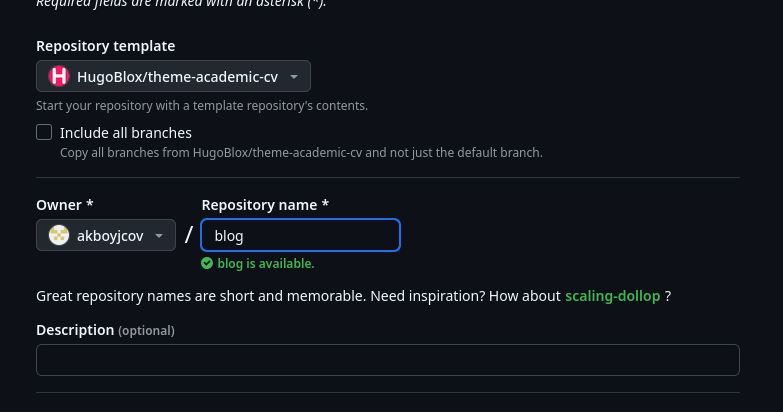 Required fields are marked with an asterisk (*).
Repository template
HugoBlox/theme-academic-cv
Start your repository with a template repository's contents.
Include all branches
Copy all branches from HugoBlox/theme-academic-cv and not just the default branch.
Owner * Repository name *
akboyjcov / blog
blog is available.
Great repository names are short and memorable. Need inspiration? How about scaling-dollop ?
Description (optional)